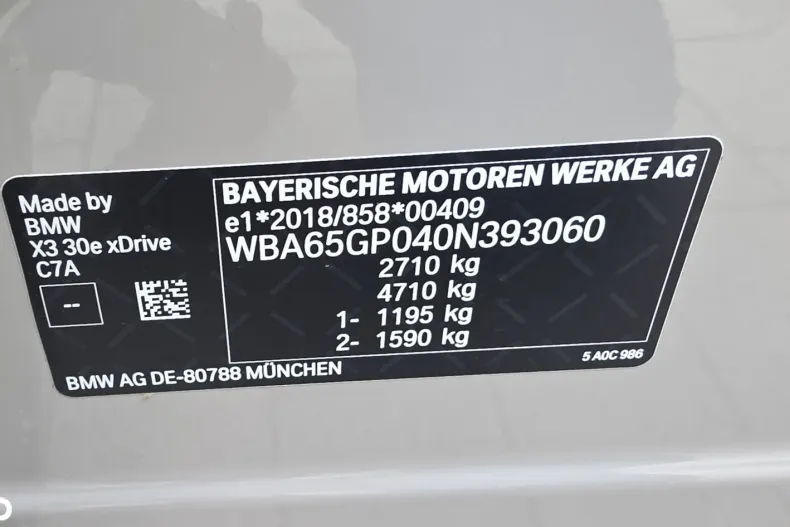 Made by
BMW
X3 30e xDrive
C7A
--
BMW AG DE-80788 MÜNCHEN
BAYERISCHE MOTOREN WERKE AG
e1*2018/858*00409
WBA65GP040N393060
2710 kg
4710 kg
1- 1195 kg
2- 1590 kg
5 A0C 986